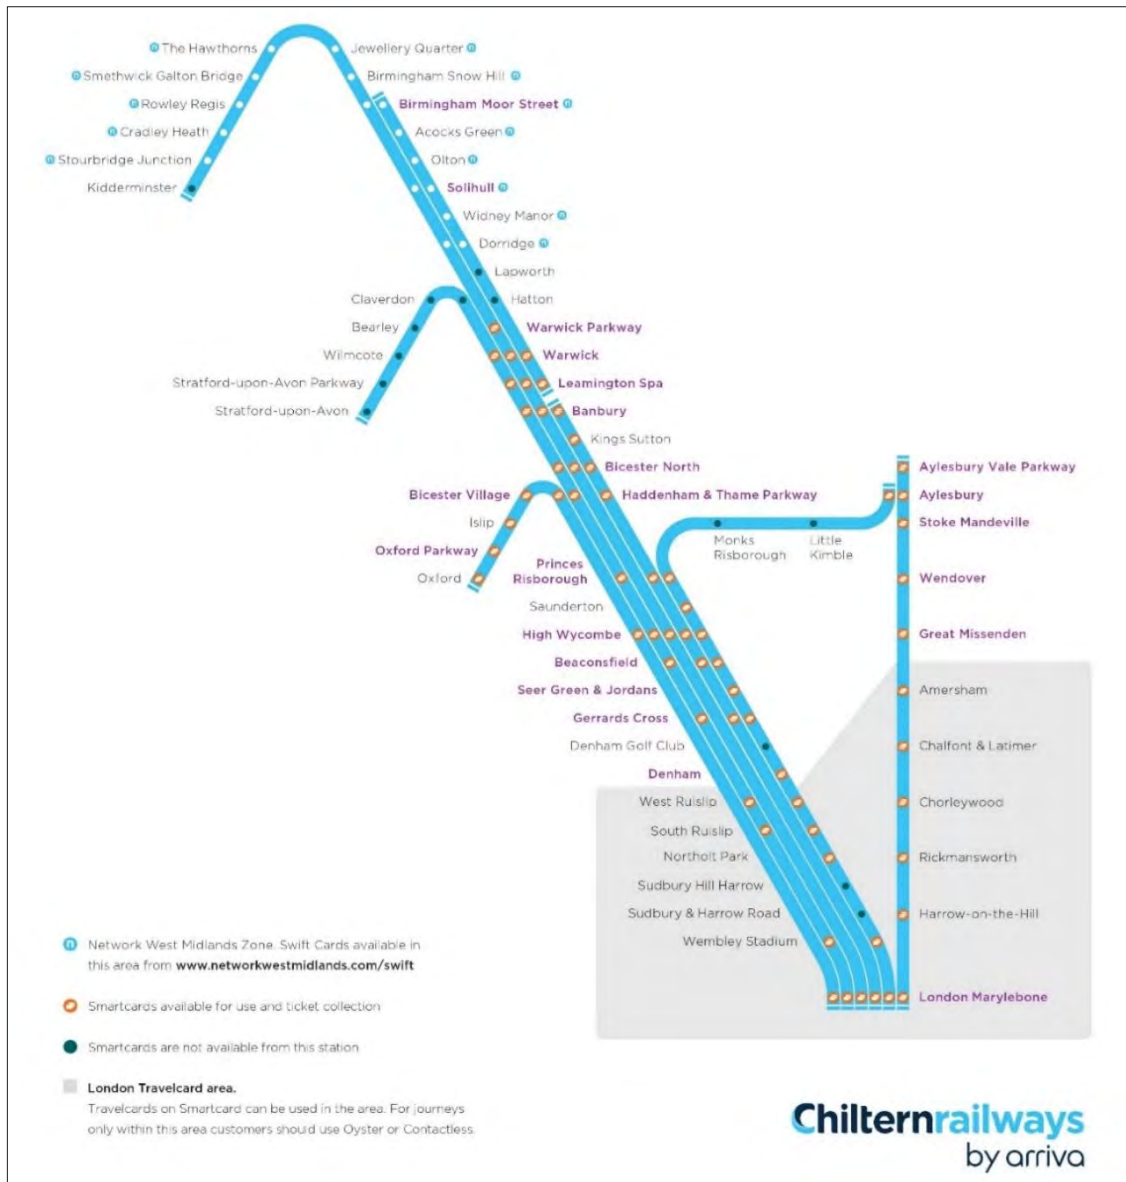 The Hawthorns
Jewellery Quarter
Smethwick Galton Bridge
Birmingham Snow Hill
Rowley Regis
Birmingham Moor Street
Cradley Heath
Acocks Green
Stourbridge Junction
Olton
Kidderminster
Solihull
Widney Manor
Dorridge
Lapworth
Claverdon
Hatton
Bearley
Warwick Parkway
Wilmcote
Warwick
Stratford-upon-Avon Parkway
Leamington Spa
Stratford-upon-Avon
Banbury
Kings Sutton
Bicester North
Aylesbury Vale Parkway
Bicester Village
Haddenham & Thame Parkway
Aylesbury
Islip
Stoke Mandeville
Monks
Risborough
Little
Kimble
Oxford Parkway
Princes
Risborough
Oxford
Wendover
Saunderton
High Wycombe
Great Missenden
Beaconsfield
Seer Green & Jordans
Amersham
Gerrards Cross
Denham Golf Club
Chalfont & Latimer
Denham
West Ruislip
Chorleywood
South Ruislip
Northolt Park
Rickmansworth
Sudbury Hill Harrow
Sudbury & Harrow Road
Harrow-on-the-Hill
Wembley Stadium
London Marylebone
Network West Midlands Zone. Swift Cards available in
this area from www.networkwestmidlands.com/swift
Smartcards available for use and ticket collection
Smartcards are not available from this station
London Travelcard area.
Travelcards on Smartcard can be used in the area. For journeys
only within this area customers should use Oyster or Contactless.
Chilternrailways
by arriva